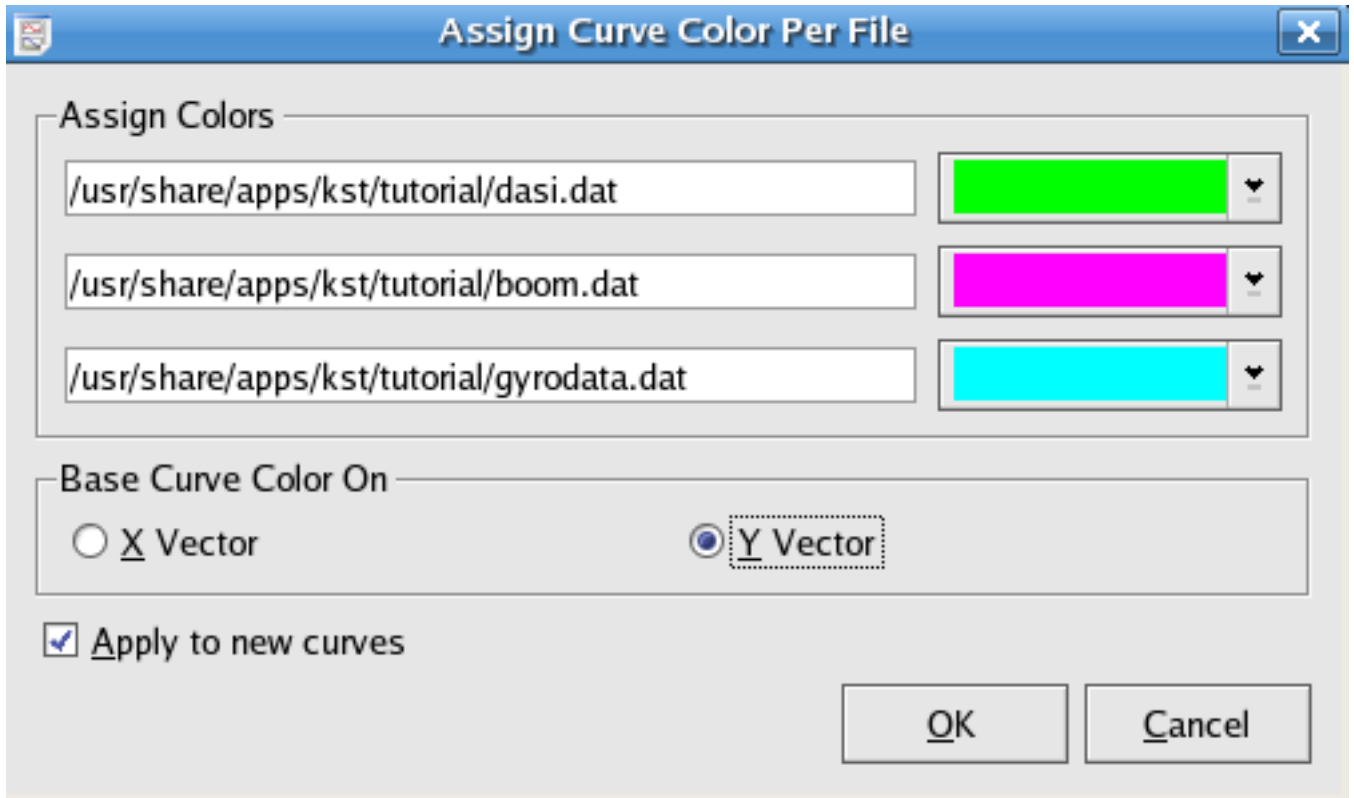 Assign Curve Color Per File
Assign Colors
/usr/share/apps/kst/tutorial/dasi.dat
/usr/share/apps/kst/tutorial/boom.dat
/usr/share/apps/kst/tutorial/gyrodata.dat
Base Curve Color On
X Vector
Y Vector
Apply to new curves
OK
Cancel